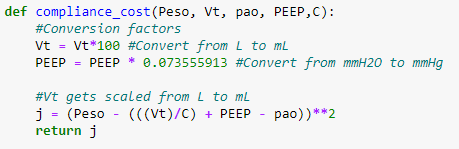 def compliance_cost(Peso, Vt, pao, PEEP,C):
#Conversion factors
Vt = Vt*100 #Convert from L to mL
PEEP = PEEP * 0.073555913 #Convert from mmH2O to mmHg
#Vt gets scaled from L to mL
j = (Peso - (((Vt)/C) + PEEP - pao))**2
return j